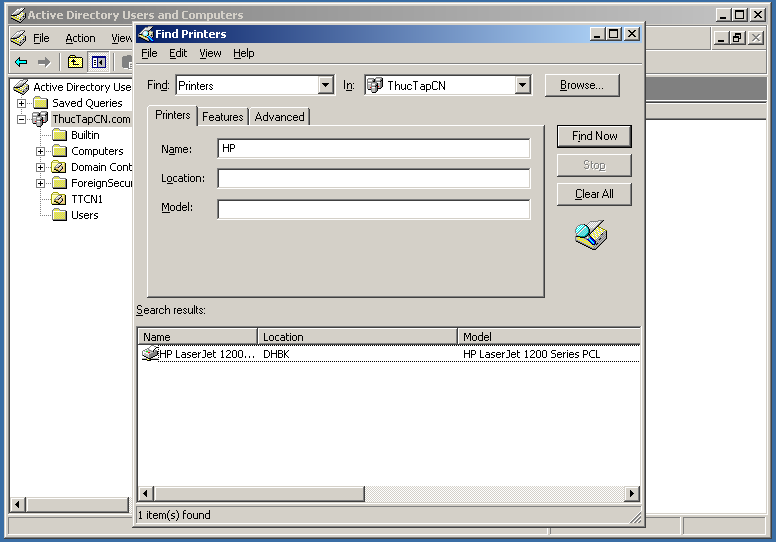 Active Directory Users and Computers
File Action View
Active Directory Use
Saved Queries
ThucTapCN.com
Builtin
Computers
Domain Cont
ForeignSecu
TTCN1
Users
Find Printers
File Edit View Help
Find: Printers In: ThucTapCN Browse...
Printers Features Advanced
Name: HP
Location:
Model:
Find Now
Stop
Clear All
Search results:
Name Location Model
HP LaserJet 1200... DHBK HP LaserJet 1200 Series PCL
1 item(s) found